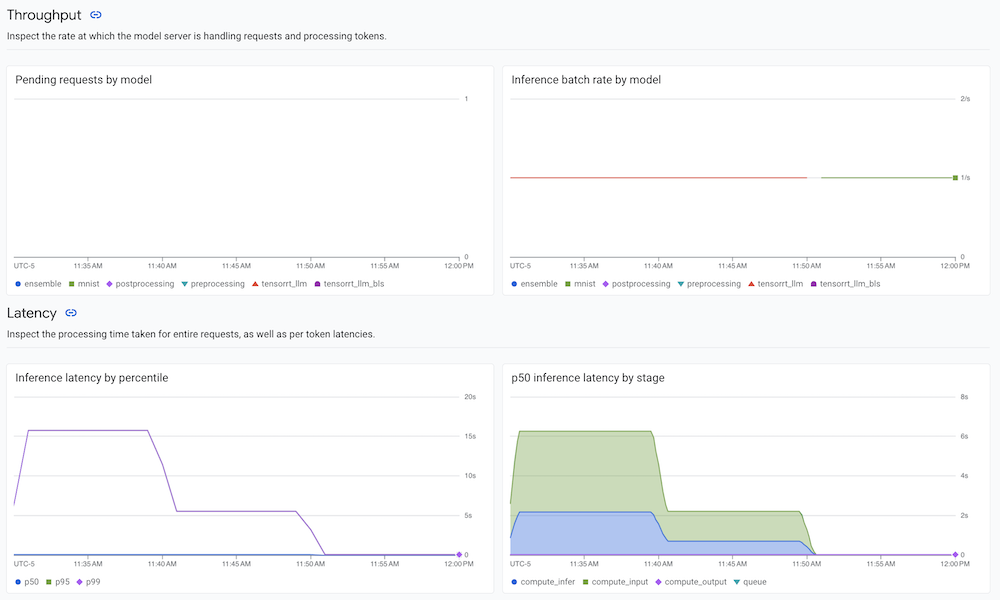 Throughput
Inspect the rate at which the model server is handling requests and processing tokens.
Pending requests by model
1
0
UTC-5 11:35 AM 11:40 AM 11:45 AM 11:50 AM 11:55 AM 12:00 PM
ensemble mnist postprocessing preprocessing tensorrt_llm tensorrt_llm_bls
Inference batch rate by model
2/s
1/s
0
UTC-5 11:35 AM 11:40 AM 11:45 AM 11:50 AM 11:55 AM 12:00 PM
ensemble mnist postprocessing preprocessing tensorrt_llm tensorrt_llm_bls
Latency
Inspect the processing time taken for entire requests, as well as per token latencies.
Inference latency by percentile
20s
15s
10s
5s
0
UTC-5 11:35 AM 11:40 AM 11:45 AM 11:50 AM 11:55 AM 12:00 PM
p50 p95 p99
p50 inference latency by stage
8s
6s
4s
2s
0
UTC-5 11:35 AM 11:40 AM 11:45 AM 11:50 AM 11:55 AM 12:00 PM
compute_infer compute_input compute_output queue